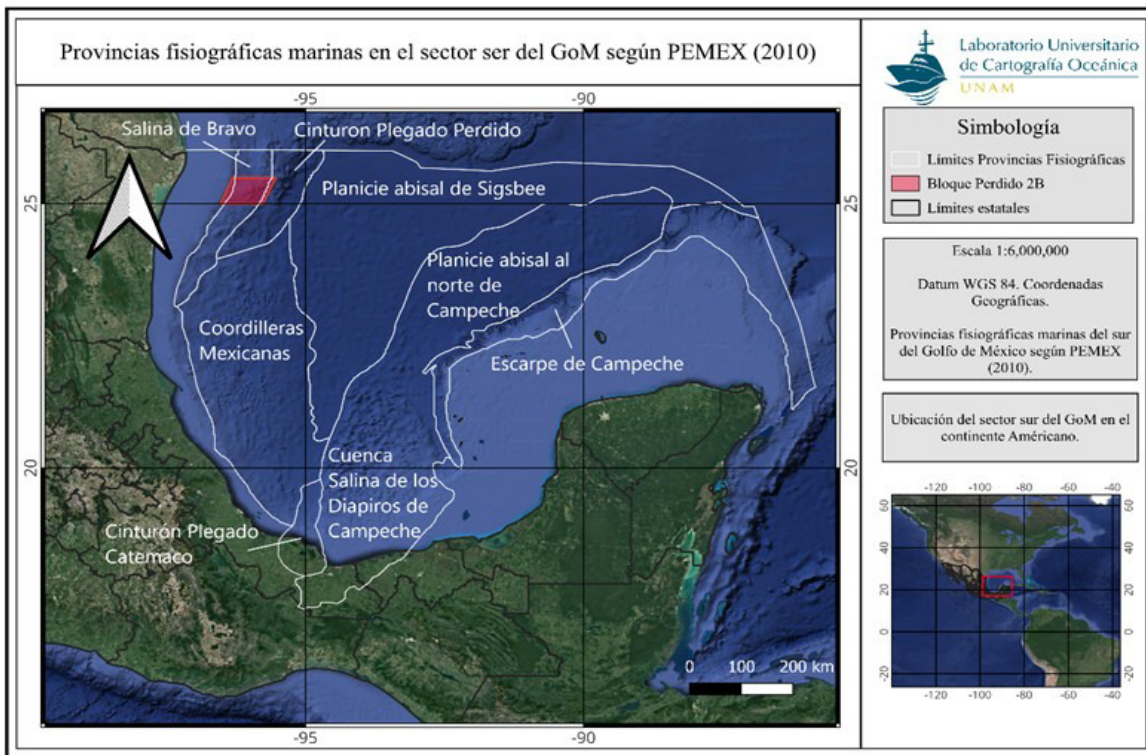 Provincias fisiográficas marinas en el sector ser del GoM según PEMEX (2010)
-95
-90
Salina de Bravo
Cinturon Plegado Perdido
25
25
Planicie abisal de Sigsbee
Planicie abisal al
norte de
Campeche
Coordilleras
Mexicanas
Escarpe de Campeche
20
20
Cuenca
Salina de los
Diapiros de
Campeche
Cinturón Plegado
Catemaco
0 100 200 km
-95
-90
Laboratorio Universitario
de Cartografía Oceánica
UNAM
Simbología
Límites Provincias Fisiográficas
Bloque Perdido 2B
Límites estatales
Escala 1:6,000,000
Datum WGS 84. Coordenadas
Geográficas.
Provincias fisiográficas marinas del sur
del Golfo de México según PEMEX
(2010).
Ubicación del sector sur del GoM en el
continente Américano.
-120 -100 -80 -60 -40
60
60
40
40
20
20
0
0
-20
-20
-120 -100 -80 -60 -40